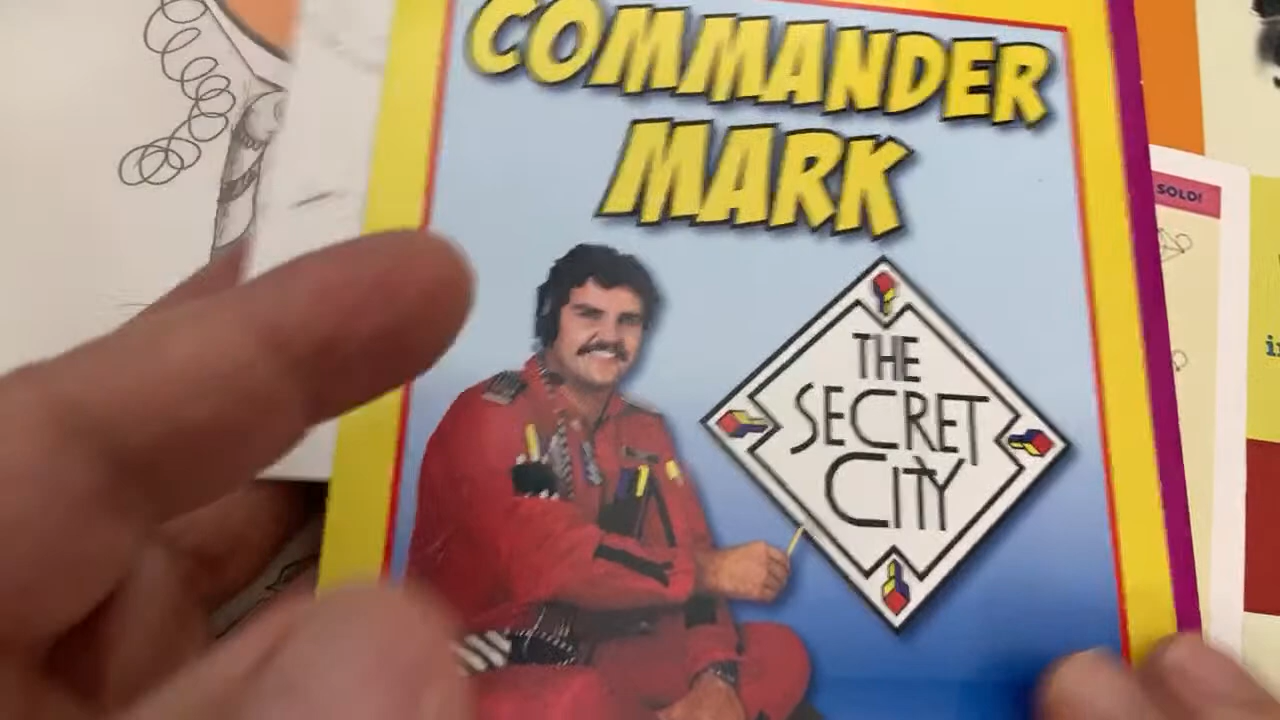 COMMANDER
MARK
THE
SECRET
CITY
SOLD!